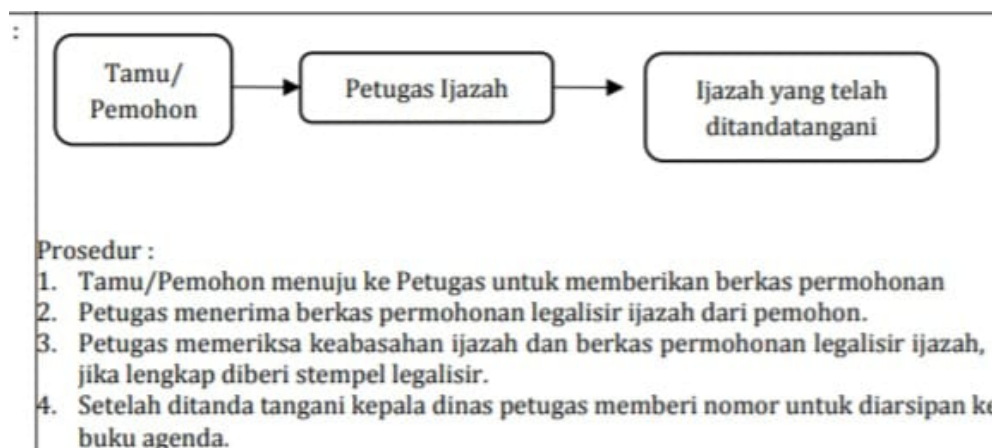 :
Tamu/
Pemohon
Petugas Ijazah
Ijazah yang telah
ditandatangani
Prosedur :
1. Tamu/Pemohon menuju ke Petugas untuk memberikan berkas permohonan
2. Petugas menerima berkas permohonan legalisir ijazah dari pemohon.
3. Petugas memeriksa keabasahan ijazah dan berkas permohonan legalisir ijazah,
jika lengkap diberi stempel legalisir.
4. Setelah ditanda tangani kepala dinas petugas memberi nomor untuk diarsipan ke
buku agenda.